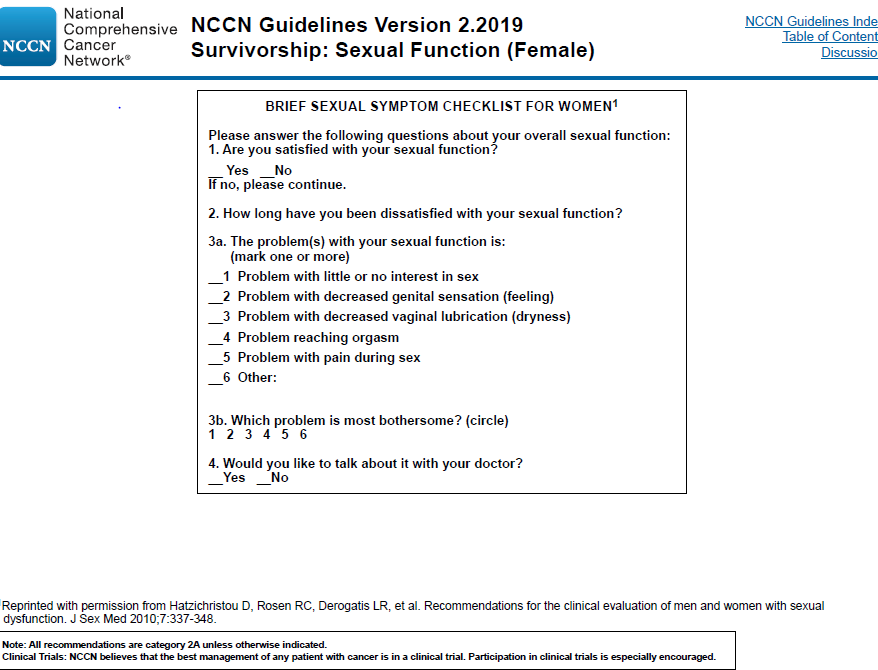 National
Comprehensive
NCCN Cancer
Network®
NCCN Guidelines Version 2.2019
Survivorship: Sexual Function (Female)
NCCN Guidelines Inde
Table of Content
Discussio
BRIEF SEXUAL SYMPTOM CHECKLIST FOR WOMEN1
Please answer the following questions about your overall sexual function:
1. Are you satisfied with your sexual function?
__ Yes __No
If no, please continue.
2. How long have you been dissatisfied with your sexual function?
3a. The problem(s) with your sexual function is:
(mark one or more)
__1 Problem with little or no interest in sex
__2 Problem with decreased genital sensation (feeling)
__3 Problem with decreased vaginal lubrication (dryness)
__4 Problem reaching orgasm
__5 Problem with pain during sex
__6 Other:
3b. Which problem is most bothersome? (circle)
1 2 3 4 5 6
4. Would you like to talk about it with your doctor?
__Yes __No
Reprinted with permission from Hatzichristou D, Rosen RC, Derogatis LR, et al. Recommendations for the clinical evaluation of men and women with sexual
dysfunction. J Sex Med 2010;7:337-348.
Note: All recommendations are category 2A unless otherwise indicated.
Clinical Trials: NCCN believes that the best management of any patient with cancer is in a clinical trial. Participation in clinical trials is especially encouraged.